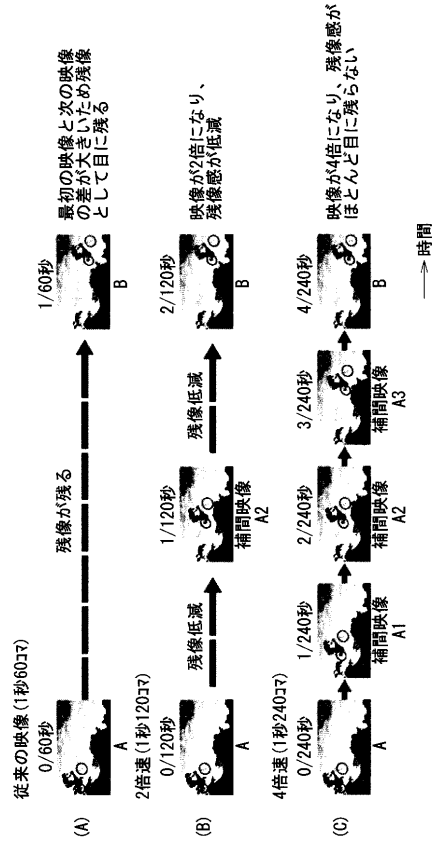 従来の映像(1秒60コマ)
0/60秒
残像が残る
1/60秒
最初の映像と次の映像
の差が大きいため残像
として目に残る
(A)
A
B
2倍速(1秒120コマ)
0/120秒
残像低減
1/120秒
残像低減
2/120秒
映像が2倍になり、
残像感が低減
(B)
A
補間映像
A2
B
4倍速(1秒240コマ)
0/240秒
1/240秒
2/240秒
3/240秒
4/240秒
映像が4倍になり、残像感が
ほとんど目に残らない
(C)
A
補間映像
A1
補間映像
A2
補間映像
A3
B
→時間